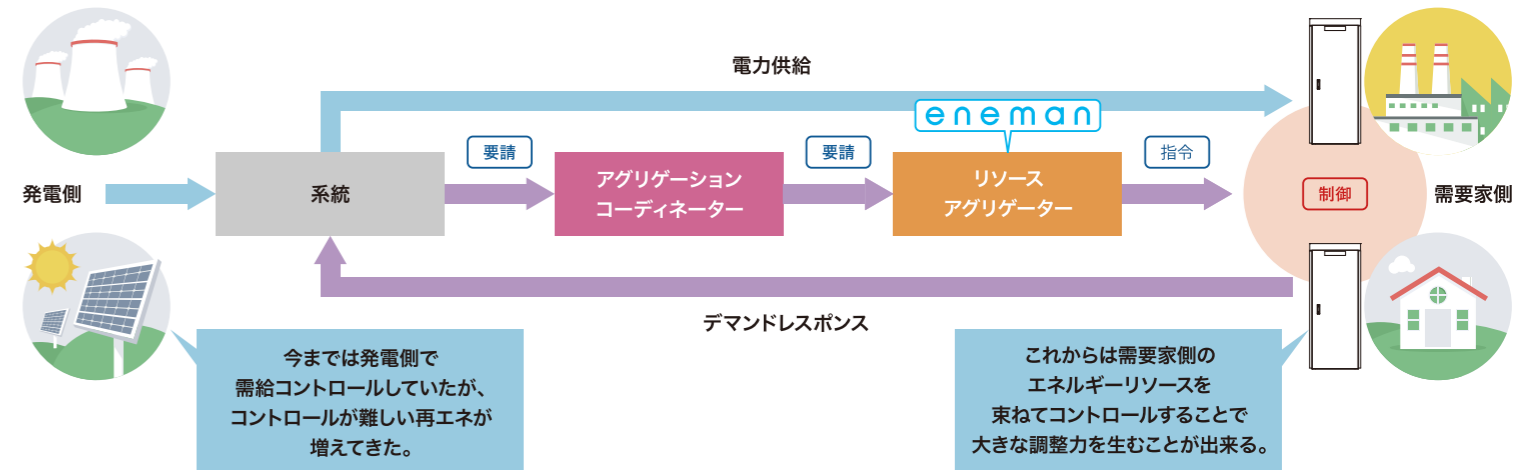 電力供給
eneman
要請
要請
指令
発電側
系統
アグリゲーション
コーディネーター
リソース
アグリゲーター
制御
需要家側
デマンドレスポンス
今までは発電側で
需給コントロールしていたが、
コントロールが難しい再エネが
増えてきた。
これからは需要家側の
エネルギーリソースを
束ねてコントロールすることで
大きな調整力を生むことが出来る。